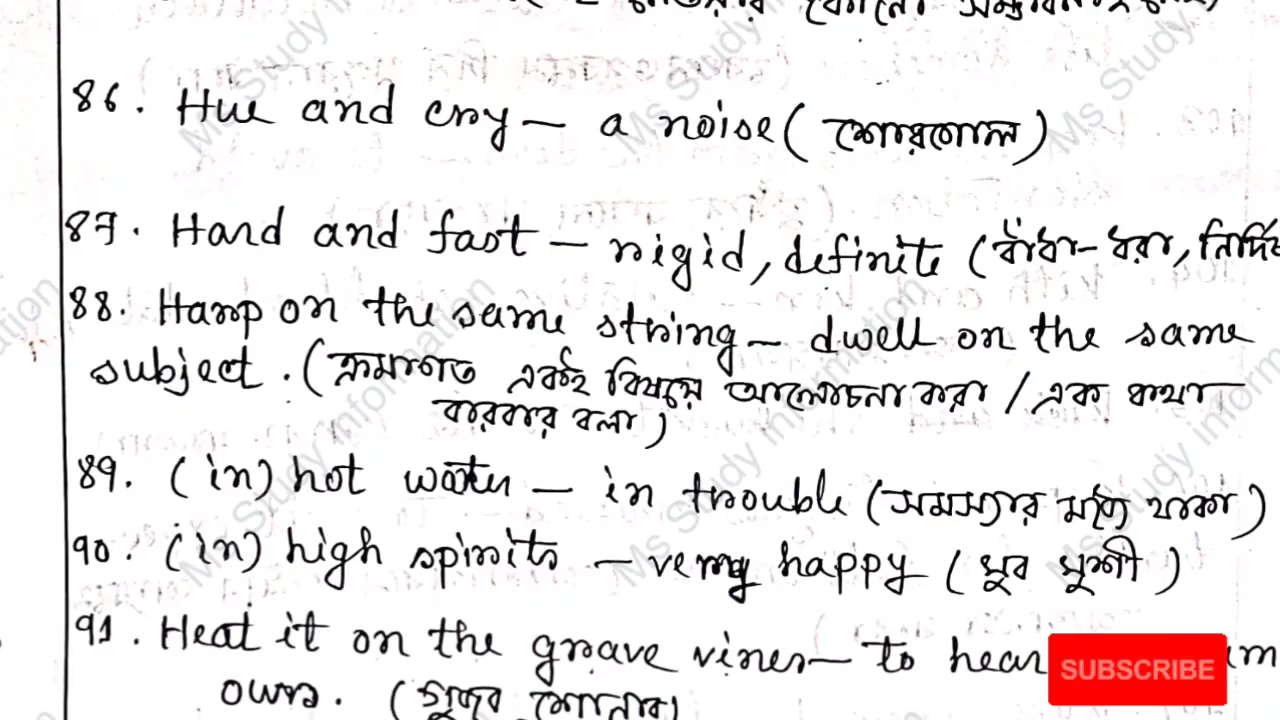 86. Hue and cry – a noise (শোরগোল)
87. Hard and fast – rigid, definite (বাঁধা-ধরা,
88. Harp on the same string – dwell on the same
subject. (ক্রমাগত একই বিষয়ে আলোচনা করা / এক কথা
বারবার বলা)
89. (in) hot water – in trouble (সমস্যার মধ্যে থাকা)
90. (in) high spirits – very happy (খুব খুশী)
91. Heat it on the grave vines – to hear
SUBSCRIBE
(গুজব শোনার)
Ms Study Information